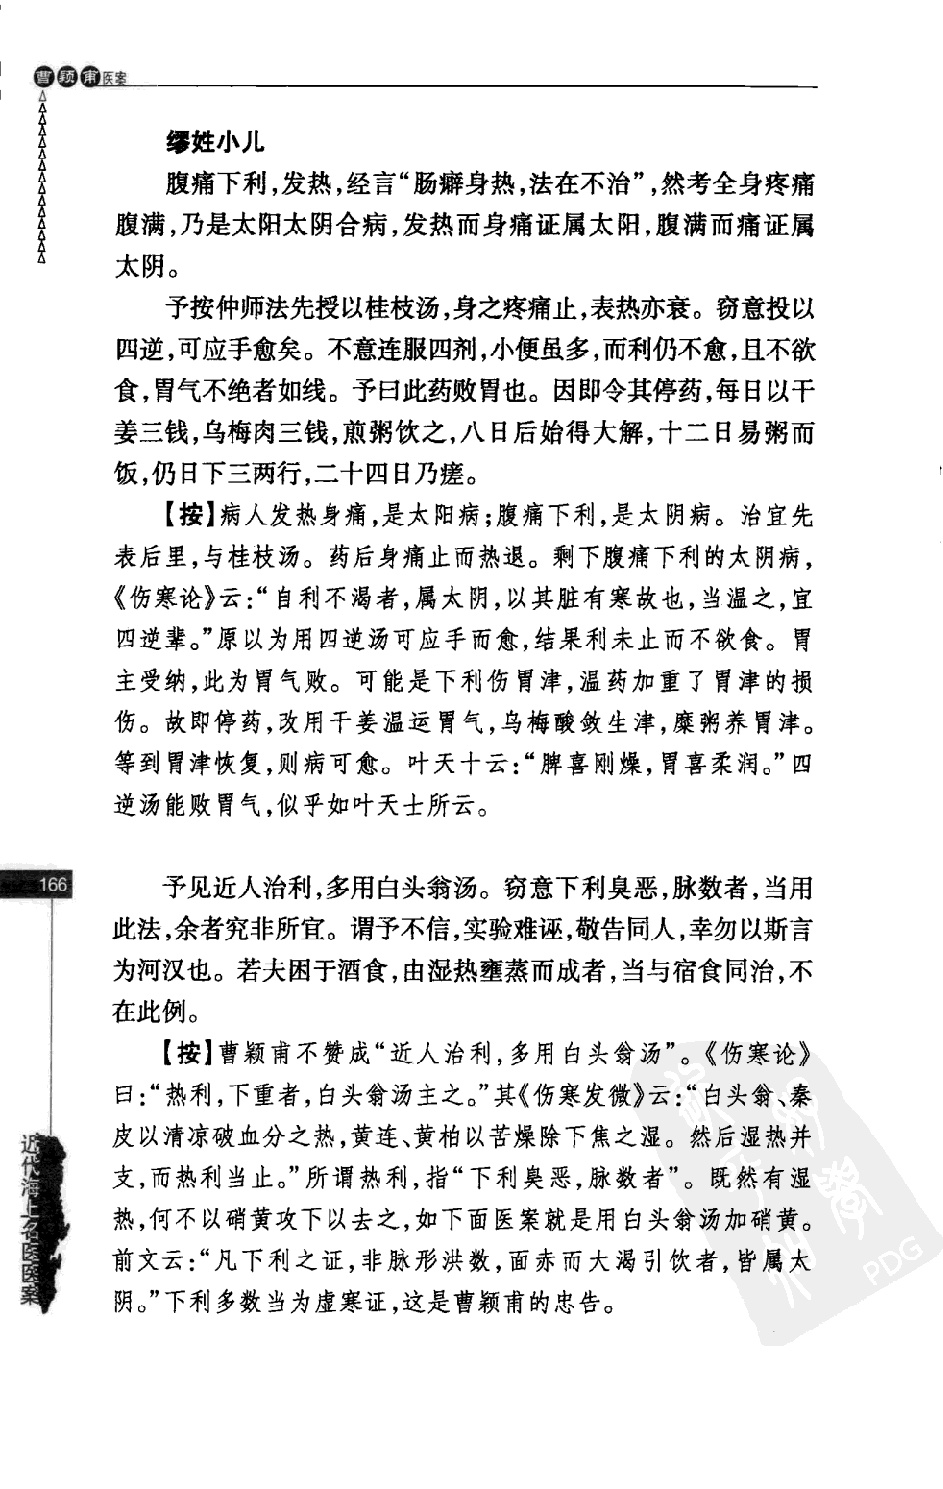 曹颖甫医案
缪姓小儿
腹痛下利,发热,经言“肠癖身热,法在不治”,然考全身疼痛
腹满,乃是太阳太阴合病,发热而身痛证属太阳,腹满而痛证属
太阴。
予按仲师法先授以桂枝汤,身之疼痛止,表热亦衰。窃意投以
四逆,可应手愈矣。不意连服四剂,小便虽多,而利仍不愈,且不欲
食,胃气不绝者如线。予曰此药败胃也。因即令其停药,每日以干
姜三钱,乌梅肉三钱,煎粥饮之,八日后始得大解,十二日易粥而
饭,仍日下三两行,二十四日乃瘥。
【按】病人发热身痛,是太阳病;腹痛下利,是太阴病。治宜先
表后里,与桂枝汤。药后身痛止而热退。剩下腹痛下利的太阴病,
《伤寒论》云:“自利不渴者,属太阴,以其脏有寒故也,当温之,宜
四逆辈。”原以为用四逆汤可应手而愈,结果利未止而不欲食。胃
主受纳,此为胃气败。可能是下利伤胃津,温药加重了胃津的损
伤。故即停药,改用干姜温运胃气,乌梅酸敛生津,糜粥养胃津。
等到胃津恢复,则病可愈。叶天士云:“脾喜刚燥,胃喜柔润。”四
逆汤能败胃气,似乎如叶天士所云。
予见近人治利,多用白头翁汤。窃意下利臭恶,脉数者,当用
此法,余者究非所宜。谓予不信,实验难诬,敬告同人,幸勿以斯言
为河汉也。若夫困于酒食,由湿热壅蒸而成者,当与宿食同治,不
在此例。
【按】曹颖甫不赞成“近人治利,多用白头翁汤”。《伤寒论》
曰:“热利,下重者,白头翁汤主之。”其《伤寒发微》云:“白头翁、秦
皮以清凉破血分之热,黄连、黄柏以苦燥除下焦之湿。然后湿热并
支,而热利当止。”所谓热利,指“下利臭恶,脉数者”。既然有湿
热,何不以硝黄攻下以去之,如下面医案就是用白头翁汤加硝黄。
前文云:“凡下利之证,非脉形洪数,面赤而大渴引饮者,皆属太
阴。”下利多数当为虚寒证,这是曹颖甫的忠告。
166
近代海上名医医案
PDG